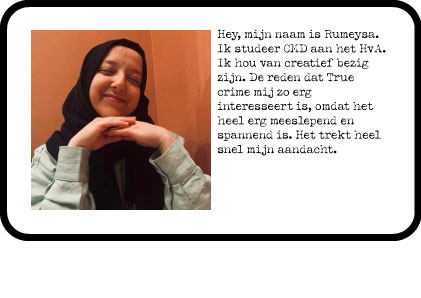 Hey, mijn naam is Rumeysa.
Ik studeer CMD aan het HvA.
Ik hou van creatief bezig
zijn. De reden dat True
crime mij zo erg
interesseert is, omdat het
heel erg meeslepend en
spannend is. Het trekt heel
snel mijn aandacht.